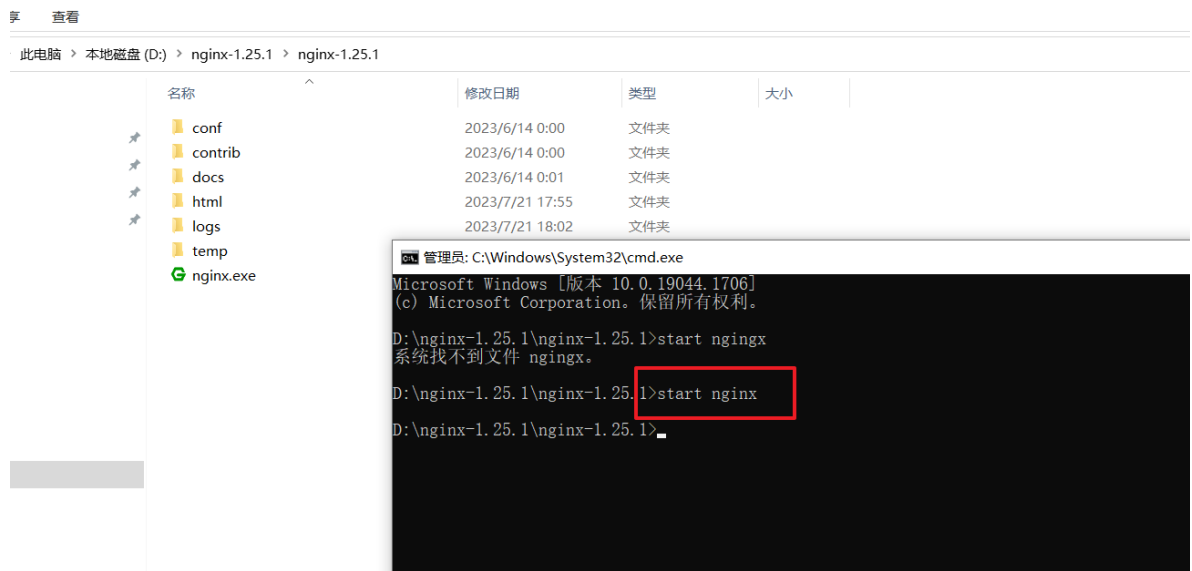 享 查看
此电脑 > 本地磁盘 (D:) > nginx-1.25.1 > nginx-1.25.1
名称 修改日期 类型 大小
conf 2023/6/14 0:00 文件夹
contrib 2023/6/14 0:00 文件夹
docs 2023/6/14 0:01 文件夹
html 2023/7/21 17:55 文件夹
logs 2023/7/21 18:02 文件夹
temp
nginx.exe
管理员: C:\Windows\System32\cmd.exe
Microsoft Windows [版本 10.0.19044.1706]
(c) Microsoft Corporation。保留所有权利。
D:\nginx-1.25.1\nginx-1.25.1>start ngingx
系统找不到文件 ngingx。
D:\nginx-1.25.1\nginx-1.25.1>start nginx
D:\nginx-1.25.1\nginx-1.25.1>